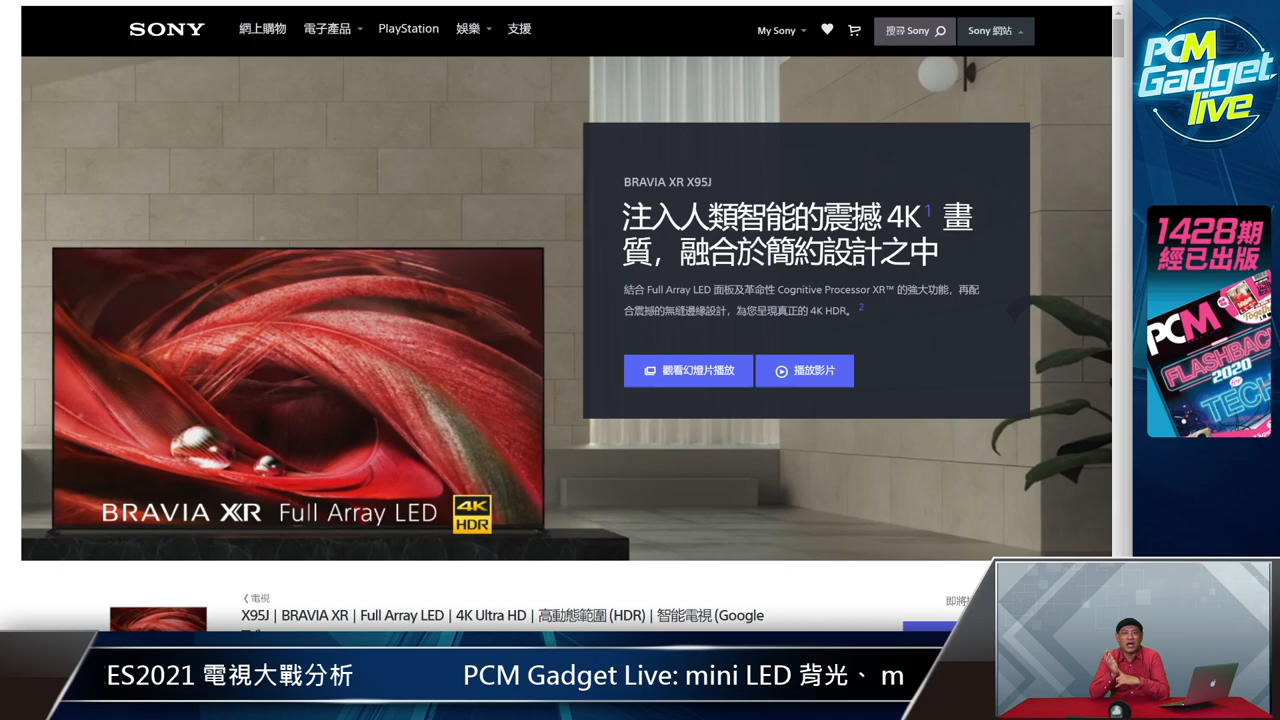 SONY
網上購物
電子產品
PlayStation
娛樂
支援
My Sony
搜尋 Sony
Sony 網站
PCM
Gadget
live
BRAVIA XR X95J
注入人類智能的震撼 4K1 畫
質，融合於簡約設計之中
結合 Full Array LED 面板及革命性 Cognitive Processor XR™ 的強大功能，再配
合震撼的無縫邊緣設計，為您呈現真正的 4K HDR。 2
觀看幻燈片播放
播放影片
1428期
經已出版
PCM
FLASHBACK
2020
TECH
BRAVIA XR Full Array LED 4K
HDR
電視
X95J | BRAVIA XR | Full Array LED | 4K Ultra HD | 高動態範圍 (HDR) | 智能電視 (Google
即將
ES2021 電視大戰分析
PCM Gadget Live: mini LED 背光、 m